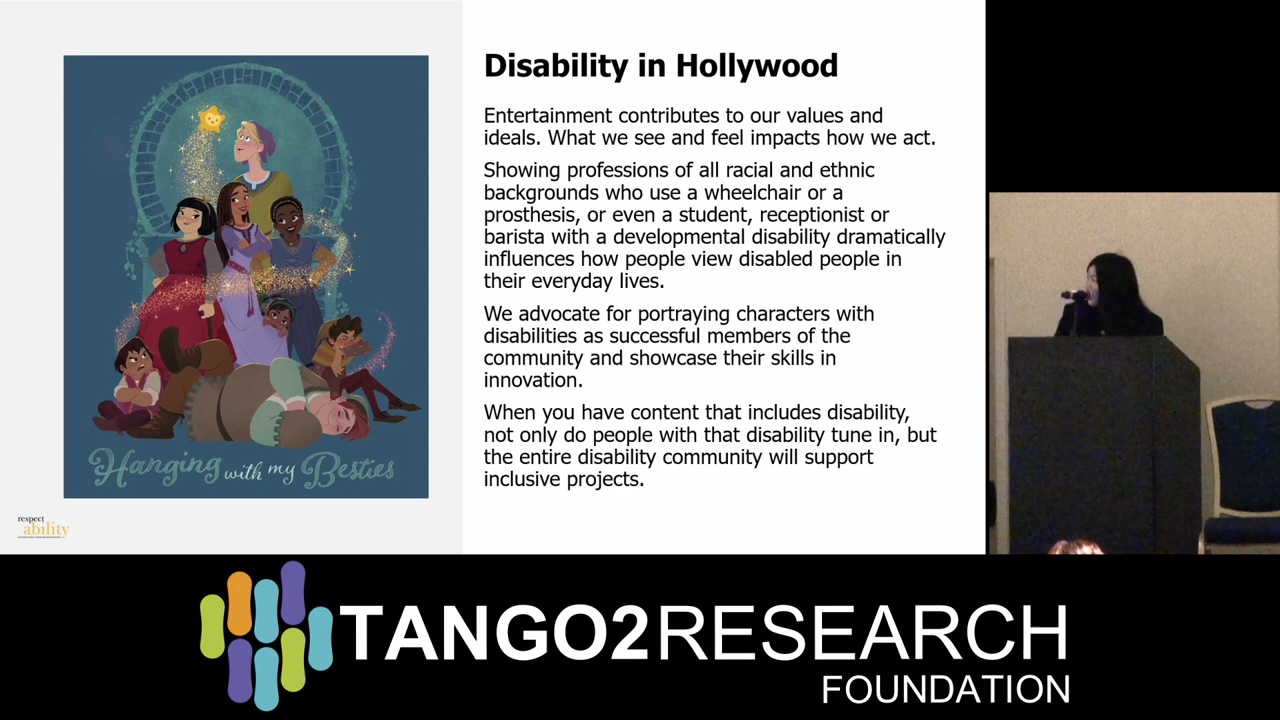 Disability in Hollywood
Entertainment contributes to our values and
ideals. What we see and feel impacts how we act.
Showing professions of all racial and ethnic
backgrounds who use a wheelchair or a
prosthesis, or even a student, receptionist or
barista with a developmental disability dramatically
influences how people view disabled people in
their everyday lives.
We advocate for portraying characters with
disabilities as successful members of the
community and showcase their skills in
innovation.
When you have content that includes disability,
not only do people with that disability tune in, but
the entire disability community will support
inclusive projects.
Hanging with my Besties
respect
ability
TANGO2RESEARCH
FOUNDATION